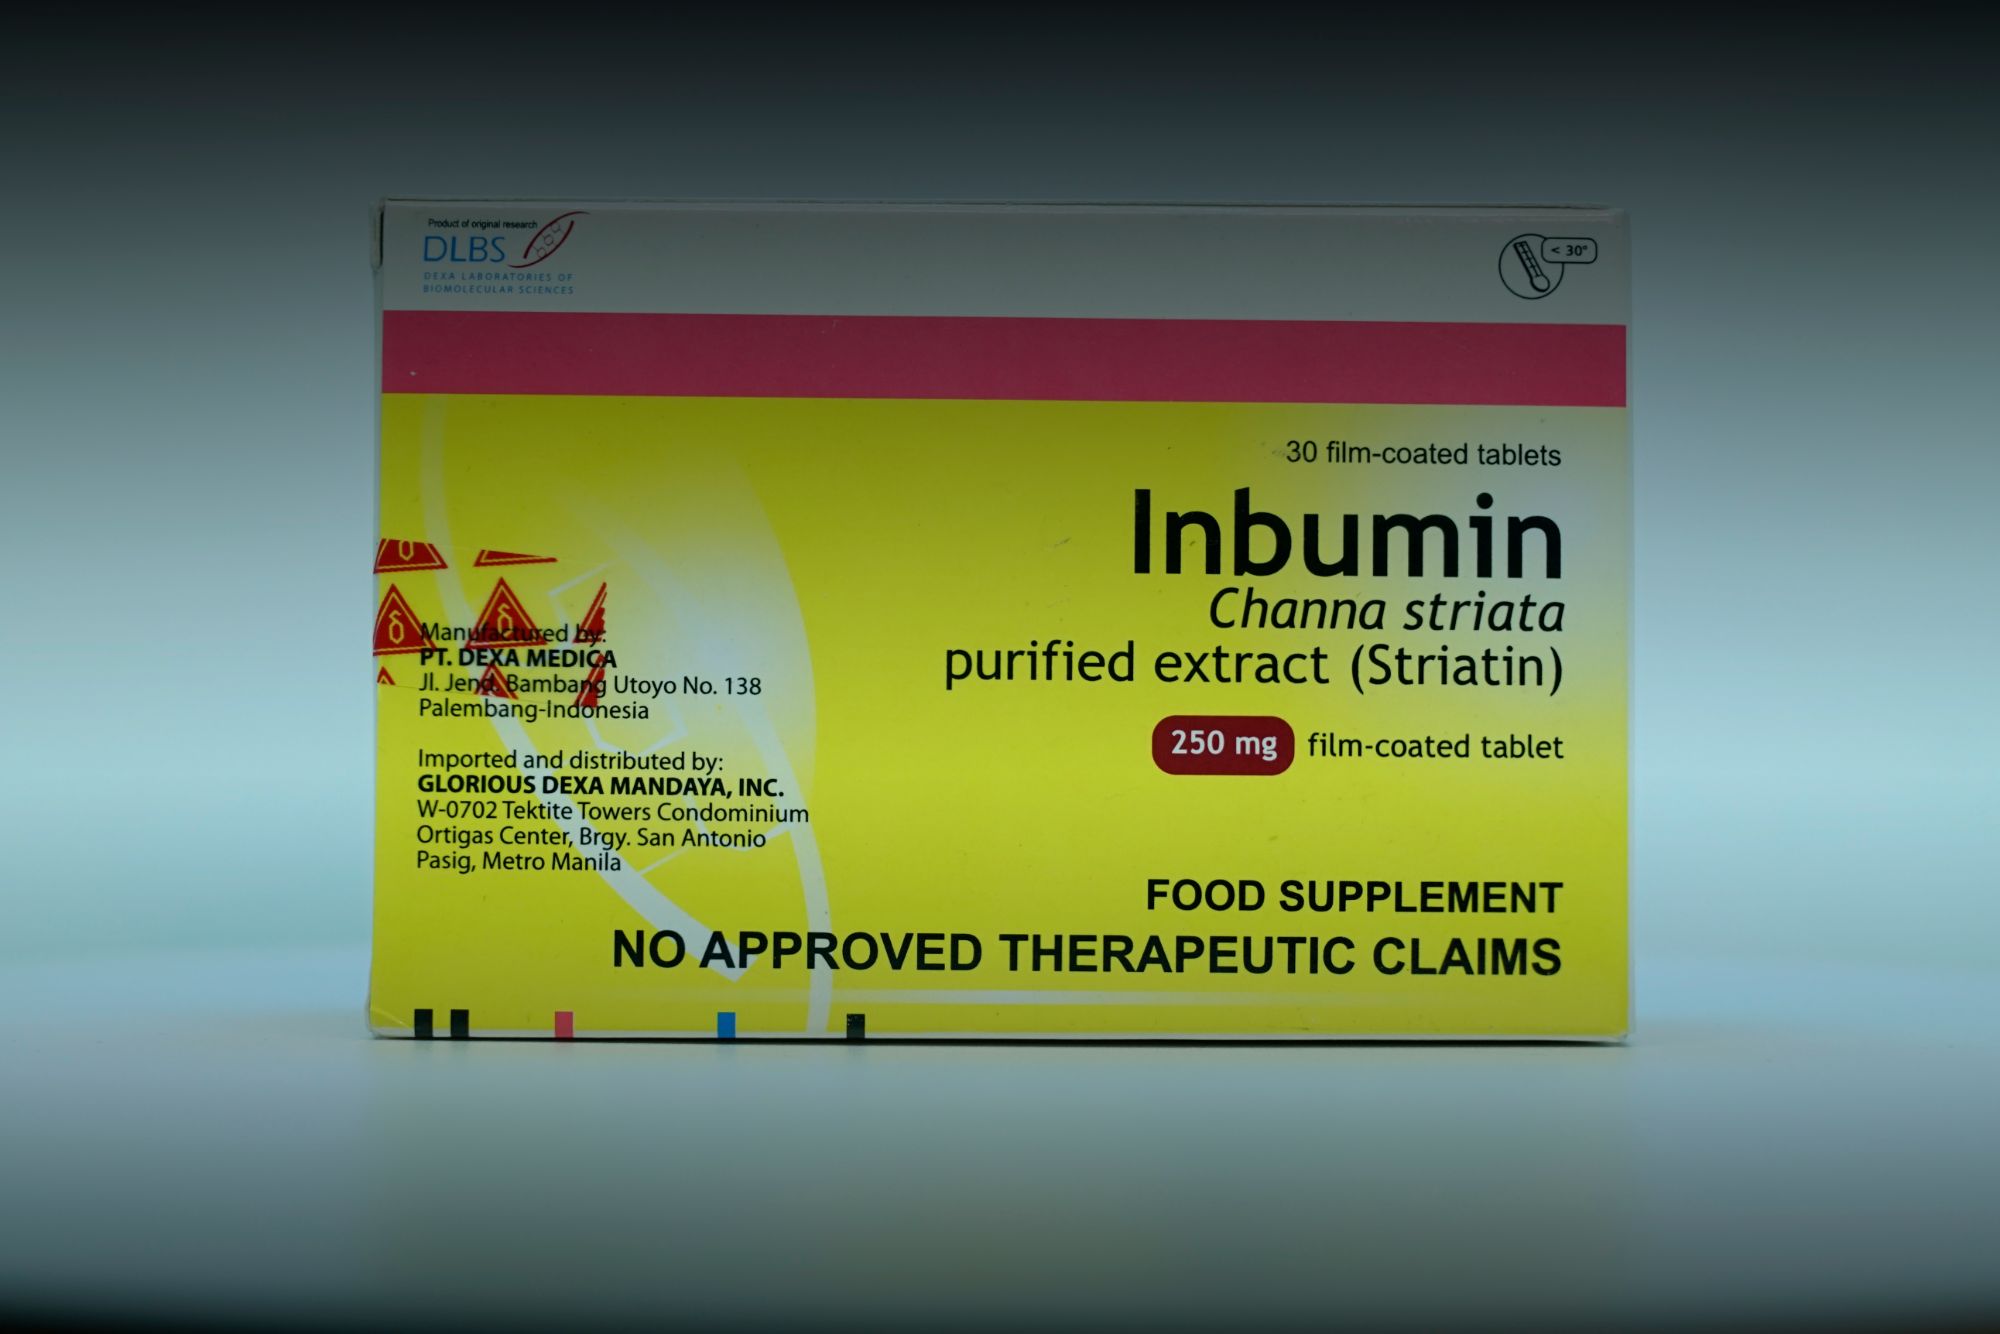 Product of original research
DLBS
DEXA LABORATORIES OF
BIOMOLECULAR SCIENCES
< 30°
30 film-coated tablets
Inbumin
Channa striata
purified extract (Striatin)
250 mg film-coated tablet
Manufactured by:
PT. DEXA MEDICA
Jl. Jend. Bambang Utoyo No. 138
Palembang-Indonesia
Imported and distributed by:
GLORIOUS DEXA MANDAYA, INC.
W-0702 Tektite Towers Condominium
Ortigas Center, Brgy. San Antonio
Pasig, Metro Manila
FOOD SUPPLEMENT
NO APPROVED THERAPEUTIC CLAIMS